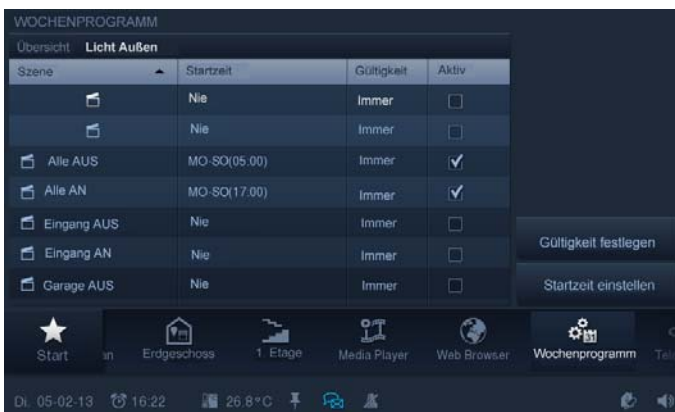 WOCHENPROGRAMM
Übersicht Licht Außen
Szene Startzeit Gültigkeit Aktiv
Nie Immer
Nie Immer
Alle AUS MO-SO(05.00) Immer
Alle AN MO-SO(17.00) Immer
Eingang AUS Nie Immer
Eingang AN Nie Immer
Garage AUS Nie Immer
Gültigkeit festlegen
Startzeit einstellen
Start Erdgeschoss 1. Etage Media Player Web Browser Wochenprogramm
Di. 05-02-13 16:22 26.8°C